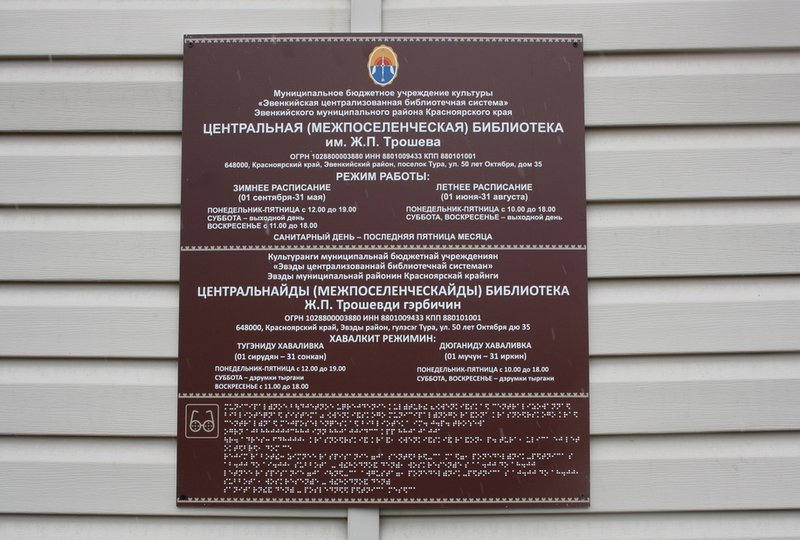 Муниципальное бюджетное учреждение культуры
«Эвенкийская централизованная библиотечная система»
Эвенкийского муниципального района Красноярского края
ЦЕНТРАЛЬНАЯ (МЕЖПОСЕЛЕНЧЕСКАЯ) БИБЛИОТЕКА
им. Ж.П. Трошева
ОГРН 1028800003880 ИНН 8801009433 КПП 880101001
648000, Красноярский край, Эвенкийский район, поселок Тура, ул. 50 лет Октября, дом 35
РЕЖИМ РАБОТЫ:
ЗИМНЕЕ РАСПИСАНИЕ
(01 сентября-31 мая)
ПОНЕДЕЛЬНИК-ПЯТНИЦА с 12.00 до 19.00
СУББОТА – выходной день
ВОСКРЕСЕНЬЕ с 11.00 до 18.00
ЛЕТНЕЕ РАСПИСАНИЕ
(01 июня-31 августа)
ПОНЕДЕЛЬНИК-ПЯТНИЦА с 10.00 до 18.00
СУББОТА, ВОСКРЕСЕНЬЕ – выходной день
САНИТАРНЫЙ ДЕНЬ – ПОСЛЕДНЯЯ ПЯТНИЦА МЕСЯЦА
Культуранги муниципальнай бюджетнай учреждениян
«Эвэды централизованнай библиотечнай системан»
Эвэды муниципальнай районин Красноярскай крайнги
ЦЕНТРАЛЬНАЙДЫ (МЕЖПОСЕЛЕНЧЕСКАЙДЫ) БИБЛИОТЕКА
Ж.П. Трошевди гэрбичин
ОГРН 1028800003880 ИНН 8801009433 КПП 880101001
648000, Красноярскай край, Эвэды район, гулэсэг Тура, ул. 50 лет Октября дю 35
ХАВАЛКИТ РЕЖИМИН:
ТУГЭНИДУ ХАВАЛИВКА
(01 сирудян – 31 сонкан)
ПОНЕДЕЛЬНИК-ПЯТНИЦА с 12.00 до 19.00
СУББОТА – дэрумки тыргани
ВОСКРЕСЕНЬЕ с 11.00 до 18.00
ДЮГАНИДУ ХАВАЛИВКА
(01 мучун – 31 иркин)
ПОНЕДЕЛЬНИК-ПЯТНИЦА с 10.00 до 18.00
СУББОТА, ВОСКРЕСЕНЬЕ – дэрумки тыргани